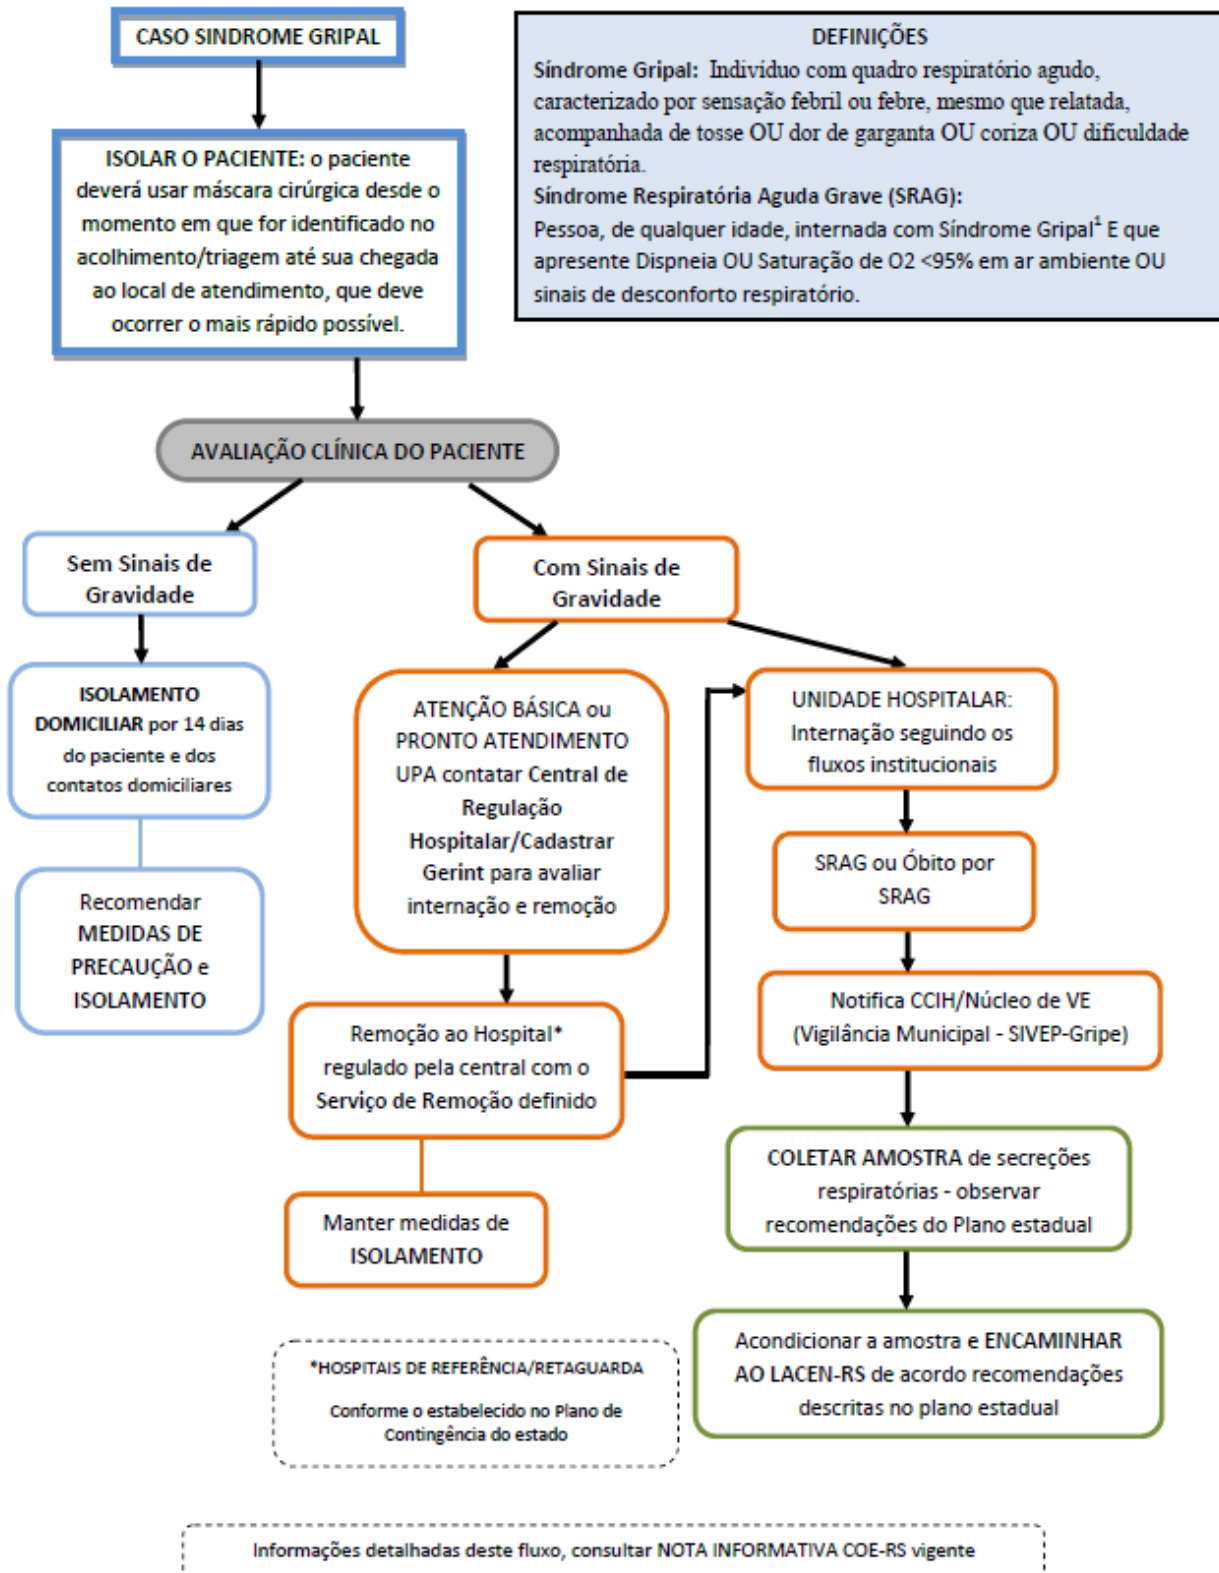 CASO SINDROME GRIPAL
ISOLAR O PACIENTE: o paciente
deverá usar máscara cirúrgica desde o
momento em que for identificado no
acolhimento/triagem até sua chegada
ao local de atendimento, que deve
ocorrer o mais rápido possível.
DEFINIÇÕES
Síndrome Gripal: Indivíduo com quadro respiratório agudo,
caracterizado por sensação febril ou febre, mesmo que relatada,
acompanhada de tosse OU dor de garganta OU coriza OU dificuldade
respiratória.
Síndrome Respiratória Aguda Grave (SRAG):
Pessoa, de qualquer idade, internada com Síndrome Gripal¹ E que
apresente Dispneia OU Saturação de O2 <95% em ar ambiente OU
sinais de desconforto respiratório.
AVALIAÇÃO CLÍNICA DO PACIENTE
Sem Sinais de
Gravidade
ISOLAMENTO
DOMICILIAR por 14 dias
do paciente e dos
contatos domiciliares
Recomendar
MEDIDAS DE
PRECAUÇÃO e
ISOLAMENTO
Com Sinais de
Gravidade
ATENÇÃO BÁSICA ou
PRONTO ATENDIMENTO
UPA contatar Central de
Regulação
Hospitalar/Cadastrar
Gerint para avaliar
internação e remoção
Remoção ao Hospital*
regulado pela central com o
Serviço de Remoção definido
Manter medidas de
ISOLAMENTO
UNIDADE HOSPITALAR:
Internação seguindo os
fluxos institucionais
SRAG ou Óbito por
SRAG
Notifica CCIH/Núcleo de VE
(Vigilância Municipal - SIVEP-Gripe)
COLETAR AMOSTRA de secreções
respiratórias - observar
recomendações do Plano estadual
Acondicionar a amostra e ENCAMINHAR
AO LACEN-RS de acordo recomendações
descritas no plano estadual
*HOSPITAIS DE REFERÊNCIA/RETAGUARDA
Conforme o estabelecido no Plano de
Contingência do estado
Informações detalhadas deste fluxo, consultar NOTA INFORMATIVA COE-RS vigente